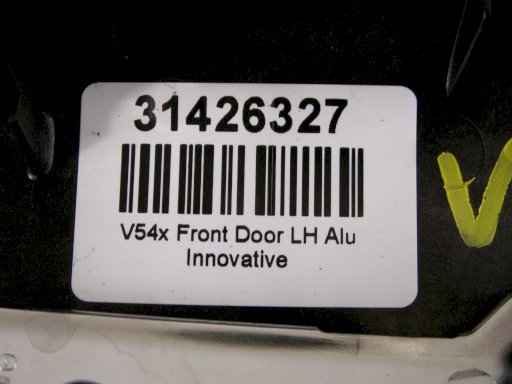 31426327
V54x Front Door LH Alu
Innovative
V